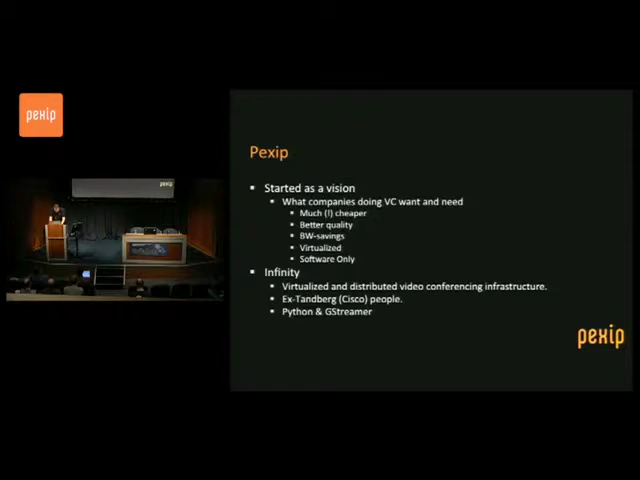 pexip
pexip
Pexip
Started as a vision
What companies doing VC want and need
Much (!) cheaper
Better quality
BW-savings
Virtualized
Software Only
Infinity
Virtualized and distributed video conferencing infrastructure.
Ex-Tandberg (Cisco) people.
Python & GStreamer
pexip